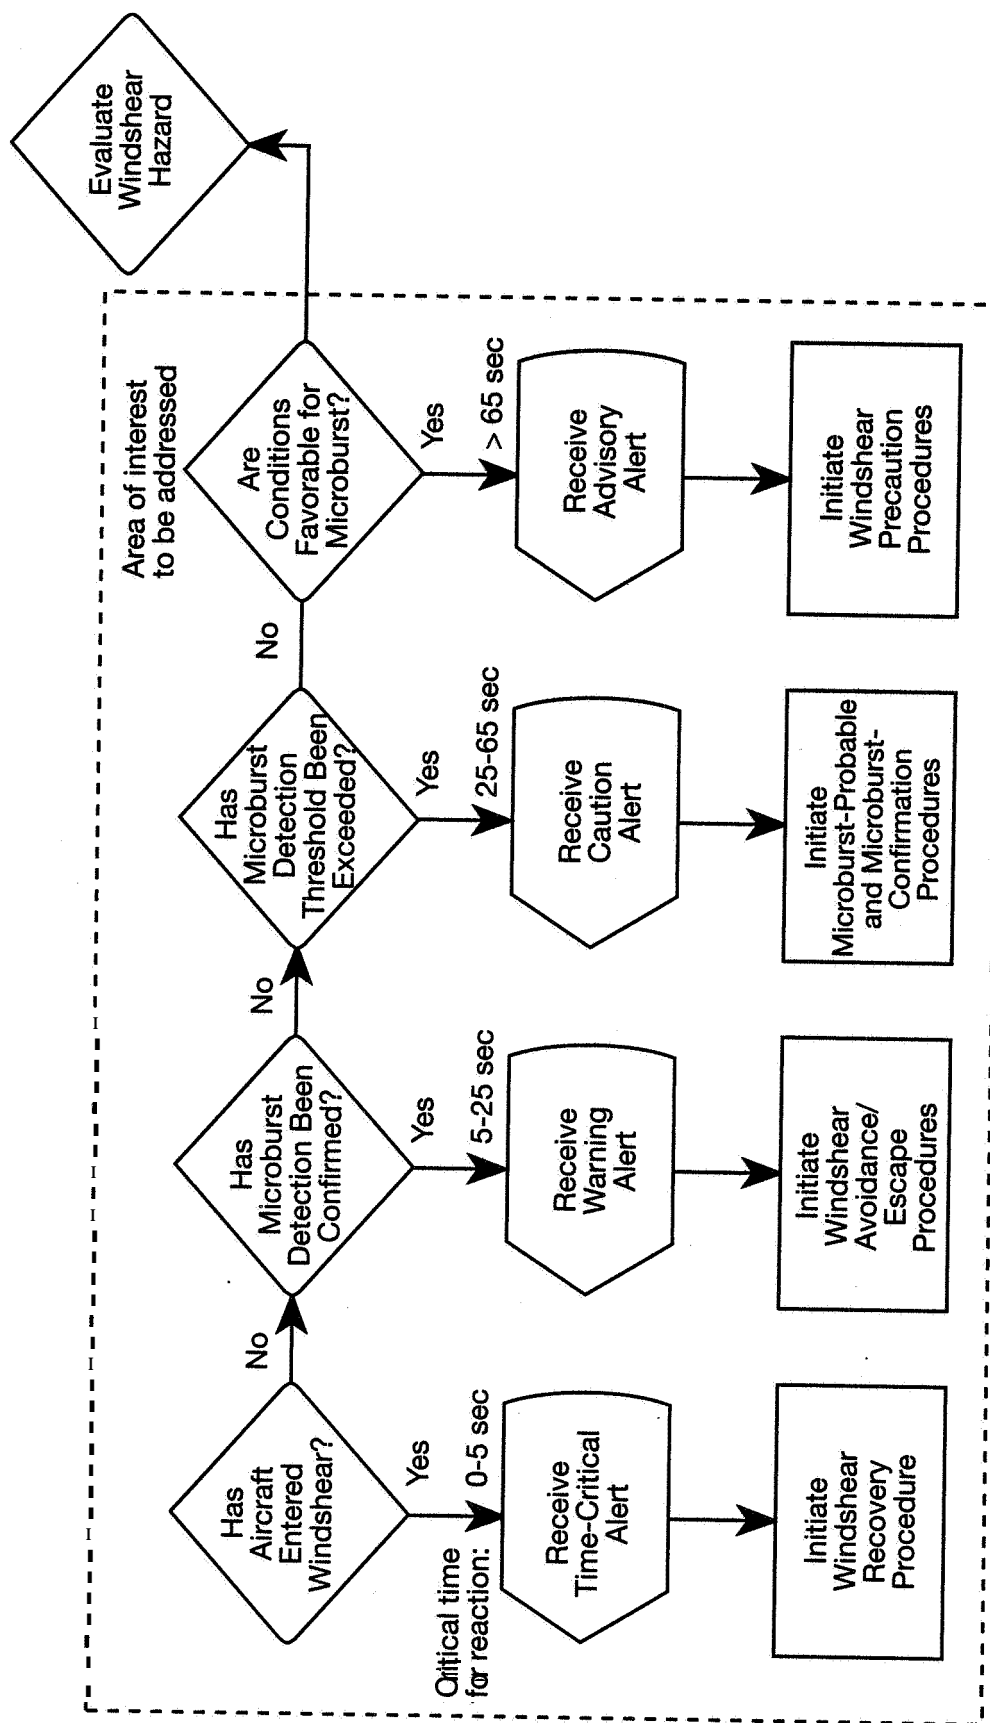 Area of interest
to be addressed
Evaluate
Windshear
Hazard
Has
Aircraft
Entered
Windshear?
No
Has
Microburst
Detection Been
Confirmed?
No
Has
Microburst
Detection
Threshold Been
Exceeded?
No
Are
Conditions
Favorable for
Microburst?
Yes
Yes
Yes
Yes
Critical time
for reaction:
0-5 sec
5-25 sec
25-65 sec
> 65 sec
Receive
Time-Critical
Alert
Receive
Warning
Alert
Receive
Caution
Alert
Receive
Advisory
Alert
Initiate
Windshear
Recovery
Procedure
Initiate
Windshear
Avoidance/
Escape
Procedures
Initiate
Microburst-Probable
and Microburst-
Confirmation
Procedures
Initiate
Windshear
Precaution
Procedures